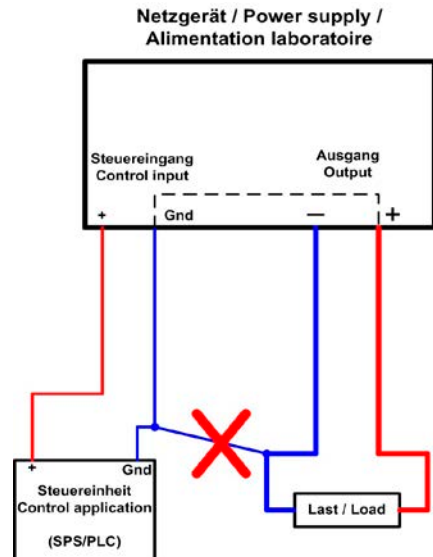 Netzgerät / Power supply /
Alimentation laboratoire
Steuereingang
Control input
Ausgang
Output
+
Gnd
—
+
+
Gnd
Steuereinheit
Control application
(SPS/PLC)
Last / Load